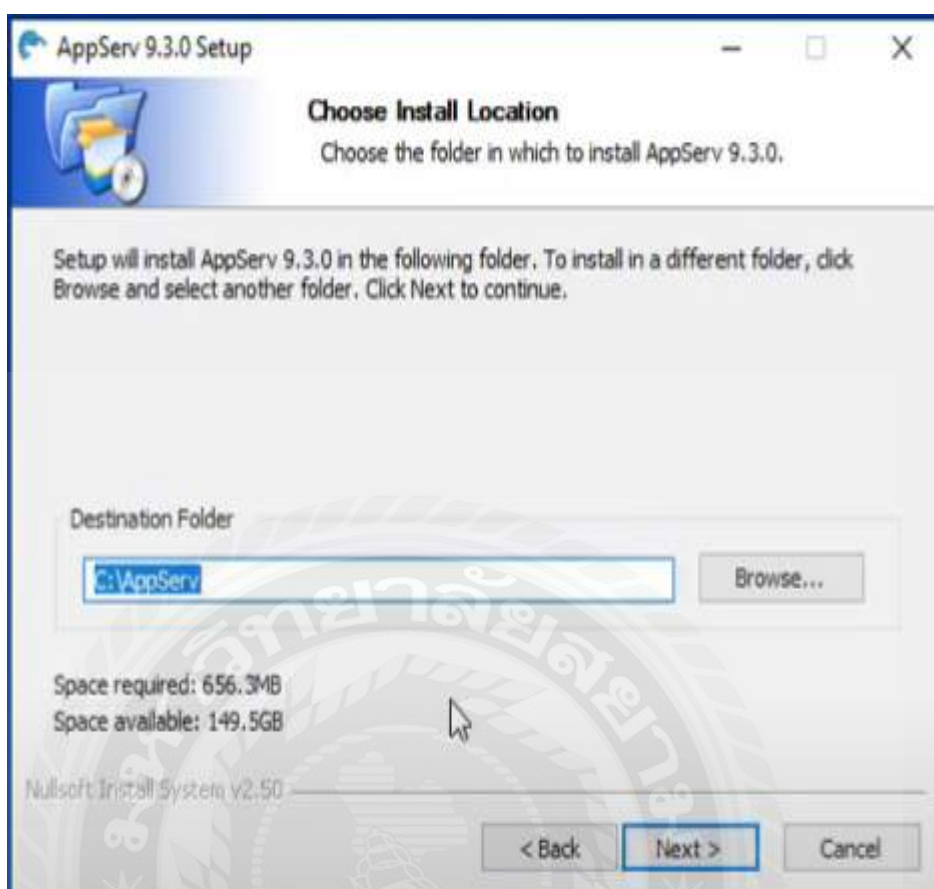 AppServ 9.3.0 Setup
Choose Install Location
Choose the folder in which to install AppServ 9.3.0.
Setup will install AppServ 9.3.0 in the following folder. To install in a different folder, click
Browse and select another folder. Click Next to continue.
Destination Folder
C:\AppServ
Browse...
Space required: 656.3MB
Space available: 149.5GB
Nullsoft Install System v2.50
< Back
Next >
Cancel